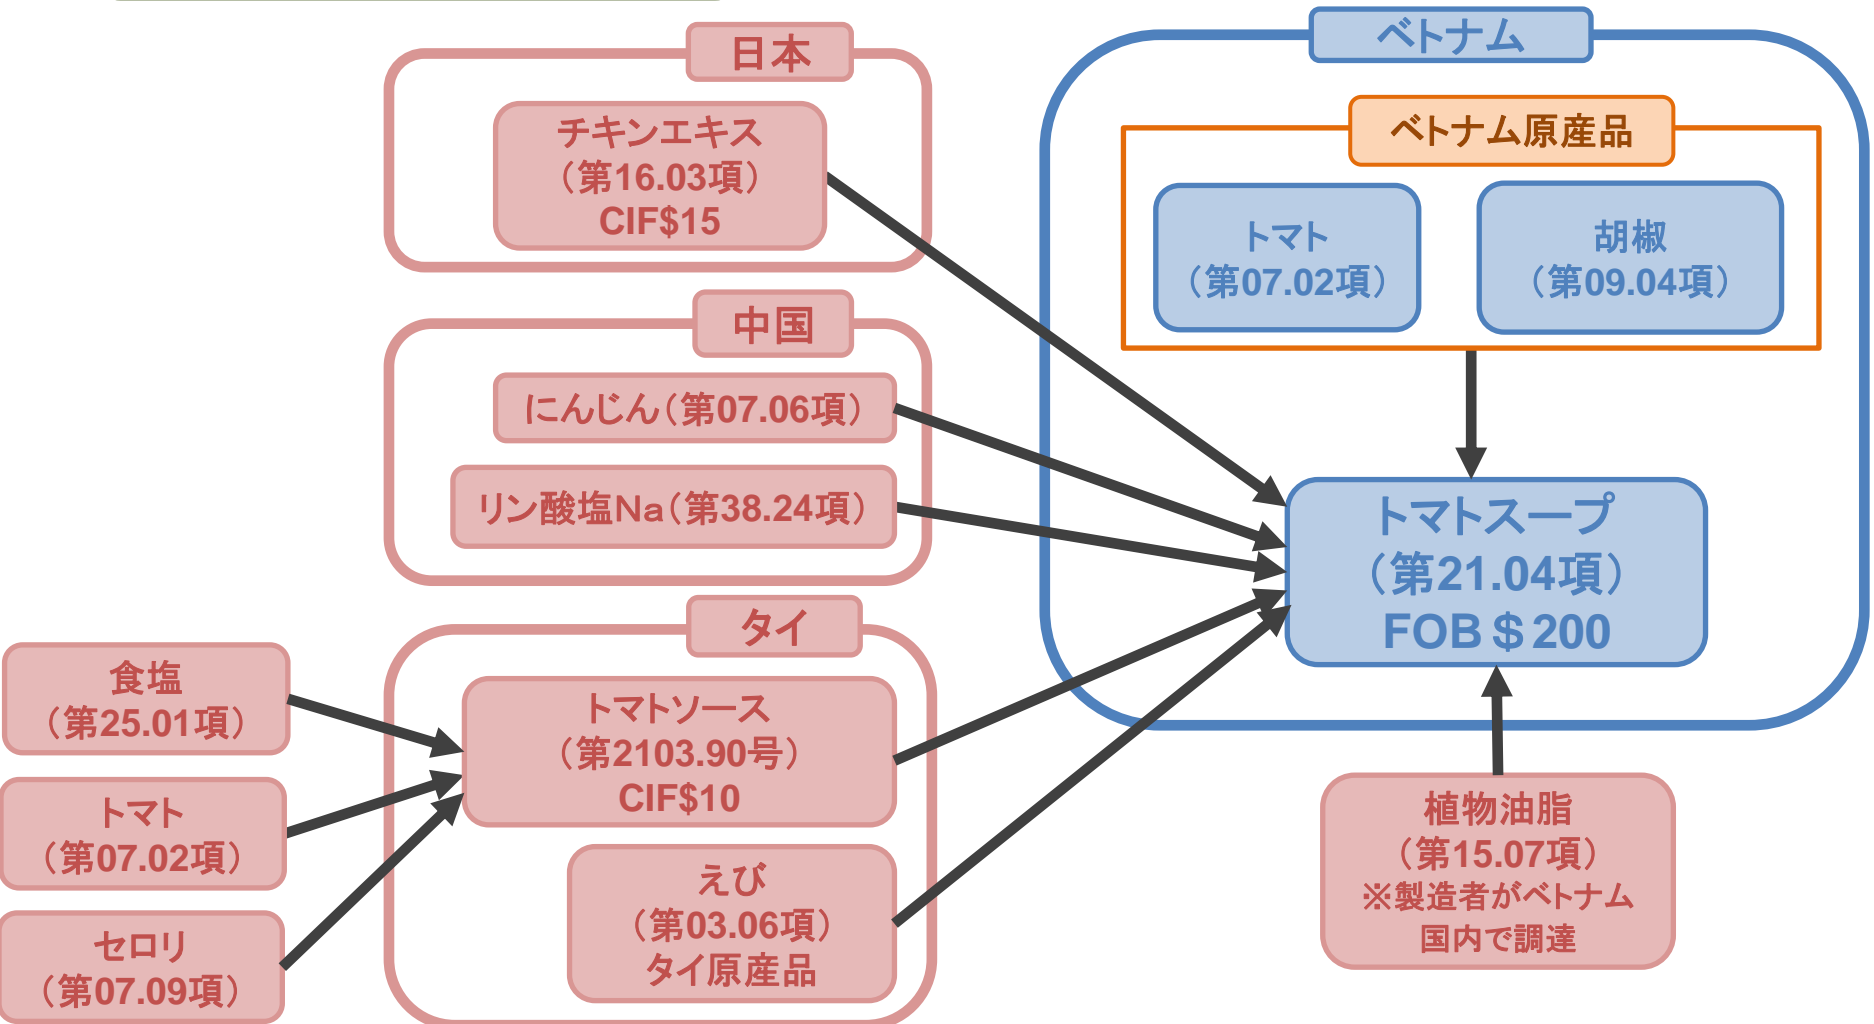 日本
チキンエキス
（第16.03項）
CIF$15
中国
にんじん（第07.06項）
リン酸塩Na（第38.24項）
タイ
トマトソース
（第2103.90号）
CIF$10
えび
（第03.06項）
タイ原産品
食塩
（第25.01項）
トマト
（第07.02項）
セロリ
（第07.09項）
ベトナム
ベトナム原産品
トマト
（第07.02項）
胡椒
（第09.04項）
トマトスープ
（第21.04項）
FOB＄200
植物油脂
（第15.07項）
※製造者がベトナム
国内で調達